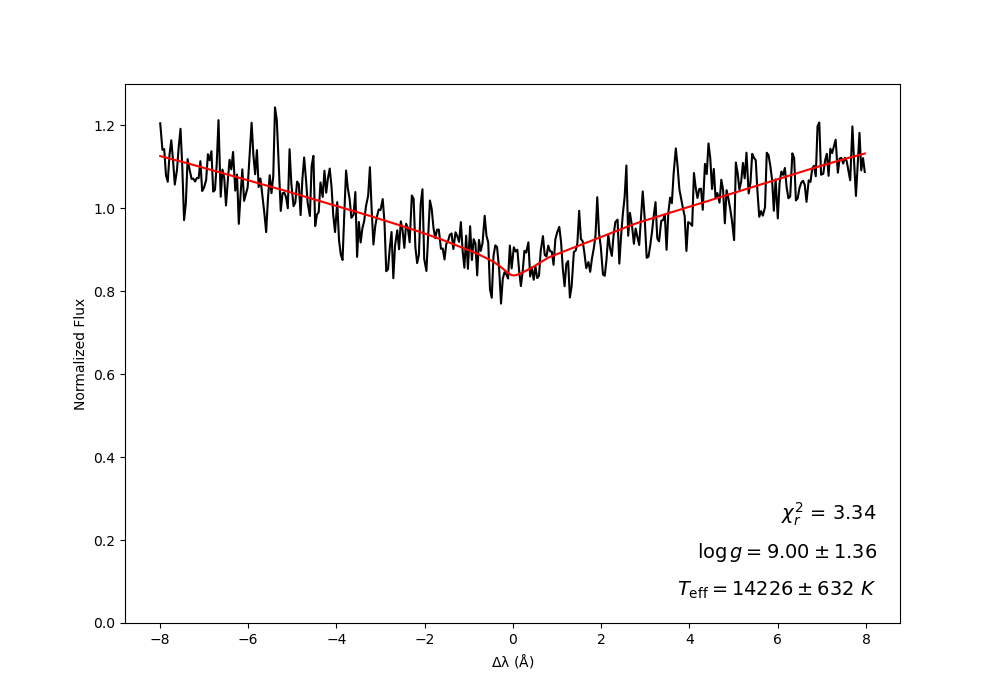 1.2
1.0
0.8
0.6
0.4
0.2
0.0
Normalized Flux
χ²ᵣ = 3.34
log g = 9.00 ± 1.36
T_eff = 14226 ± 632 K
−8 −6 −4 −2 0 2 4 6 8
Δλ (Å)